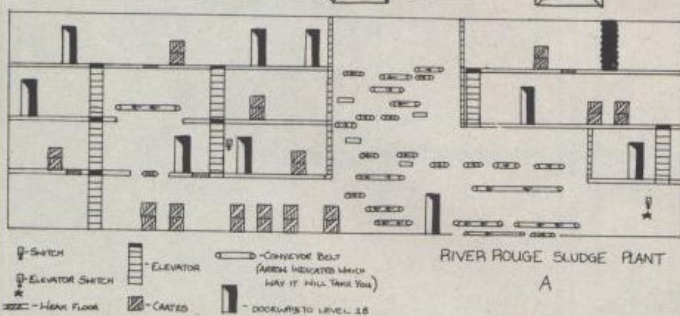 - SWITCH
- ELEVATOR SWITCH
- WEAK FLOOR
- ELEVATOR
- CRATES
- CONVEYOR BELT
(ARROW INDICATES WHICH
WAY IT WILL TAKE YOU)
- DOORWAYS TO LEVEL 1B
RIVER ROUGE SLUDGE PLANT
A